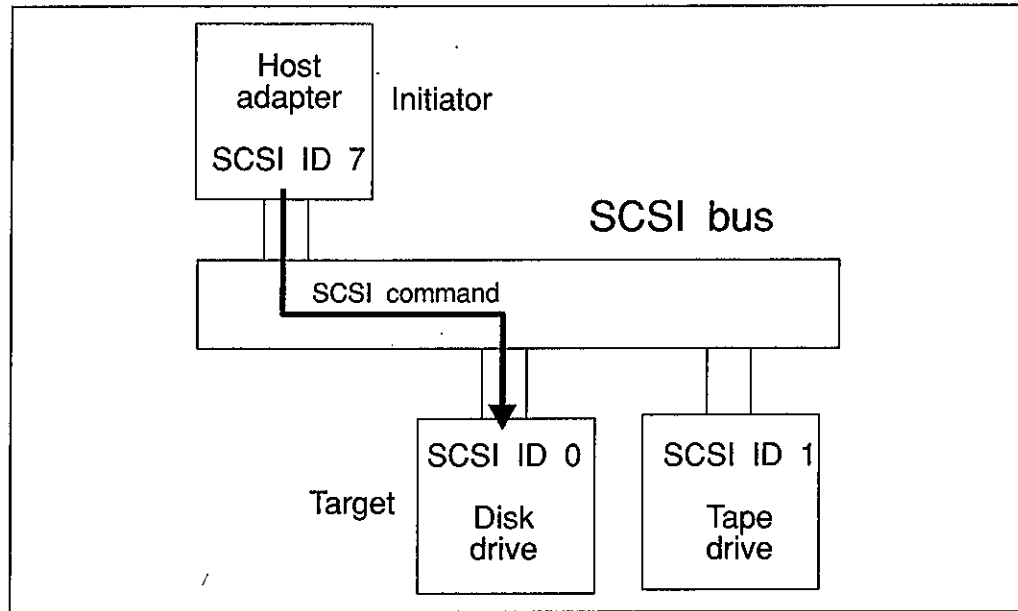 Host
adapter
SCSI ID 7
Initiator
SCSI bus
SCSI command
SCSI ID 0
Disk
drive
Target
SCSI ID 1
Tape
drive